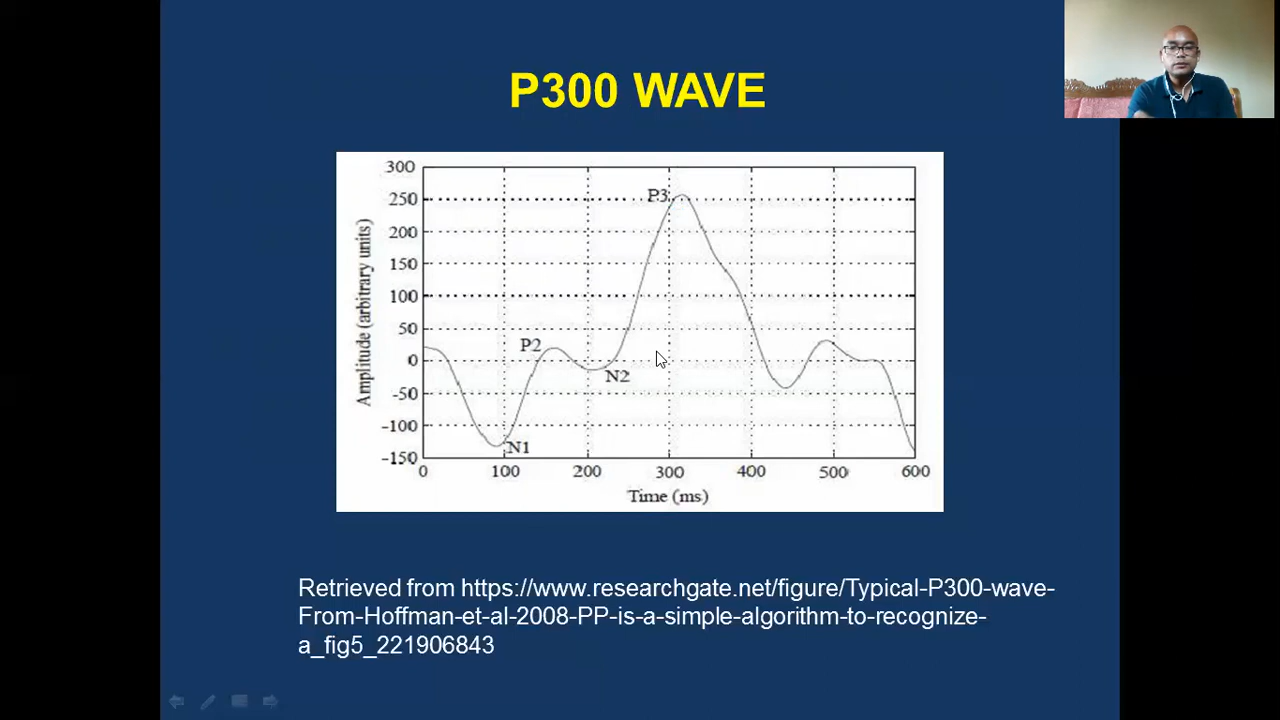 P300 WAVE
300
250
200
150
100
50
0
-50
-100
-150
Amplitude (arbitrary units)
P3
P2
N2
N1
0 100 200 300 400 500 600
Time (ms)
Retrieved from https://www.researchgate.net/figure/Typical-P300-wave-
From-Hoffman-et-al-2008-PP-is-a-simple-algorithm-to-recognize-
a_fig5_221906843